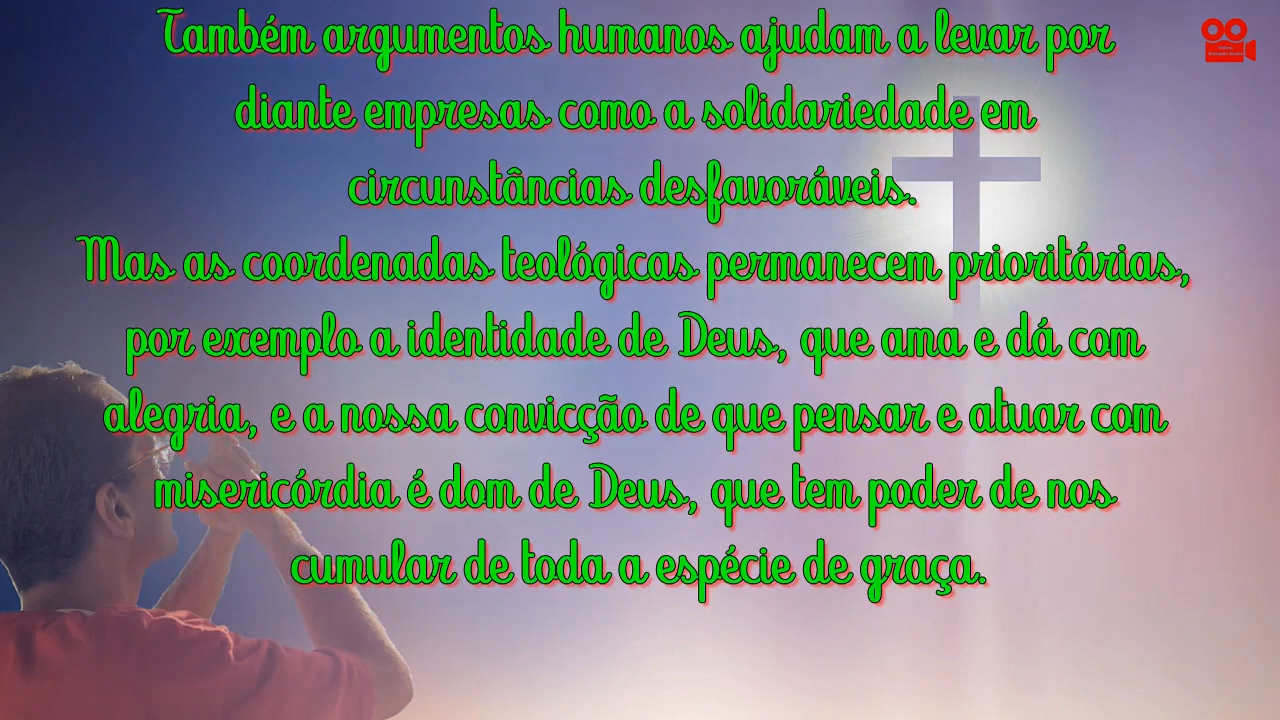 Também argumentos humanos ajudam a levar por
diante empresas como a solidariedade em
circunstâncias desfavoráveis.
Mas as coordenadas teológicas permanecem prioritárias,
por exemplo a identidade de Deus, que ama e dá com
alegria, e a nossa convicção de que pensar e atuar com
misericórdia é dom de Deus, que tem poder de nos
cumular de toda a espécie de graça.